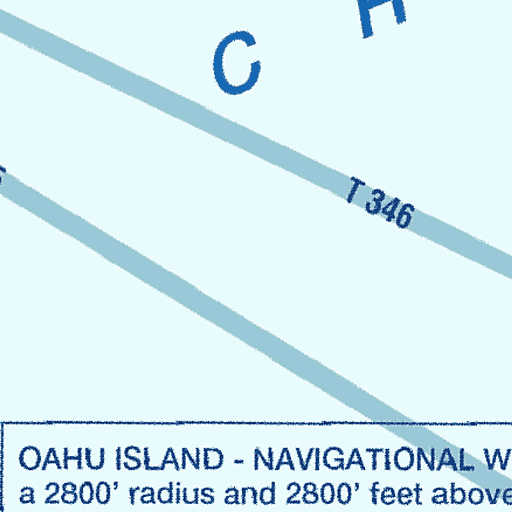 C H
T 346
OAHU ISLAND - NAVIGATIONAL W
a 2800' radius and 2800' feet above